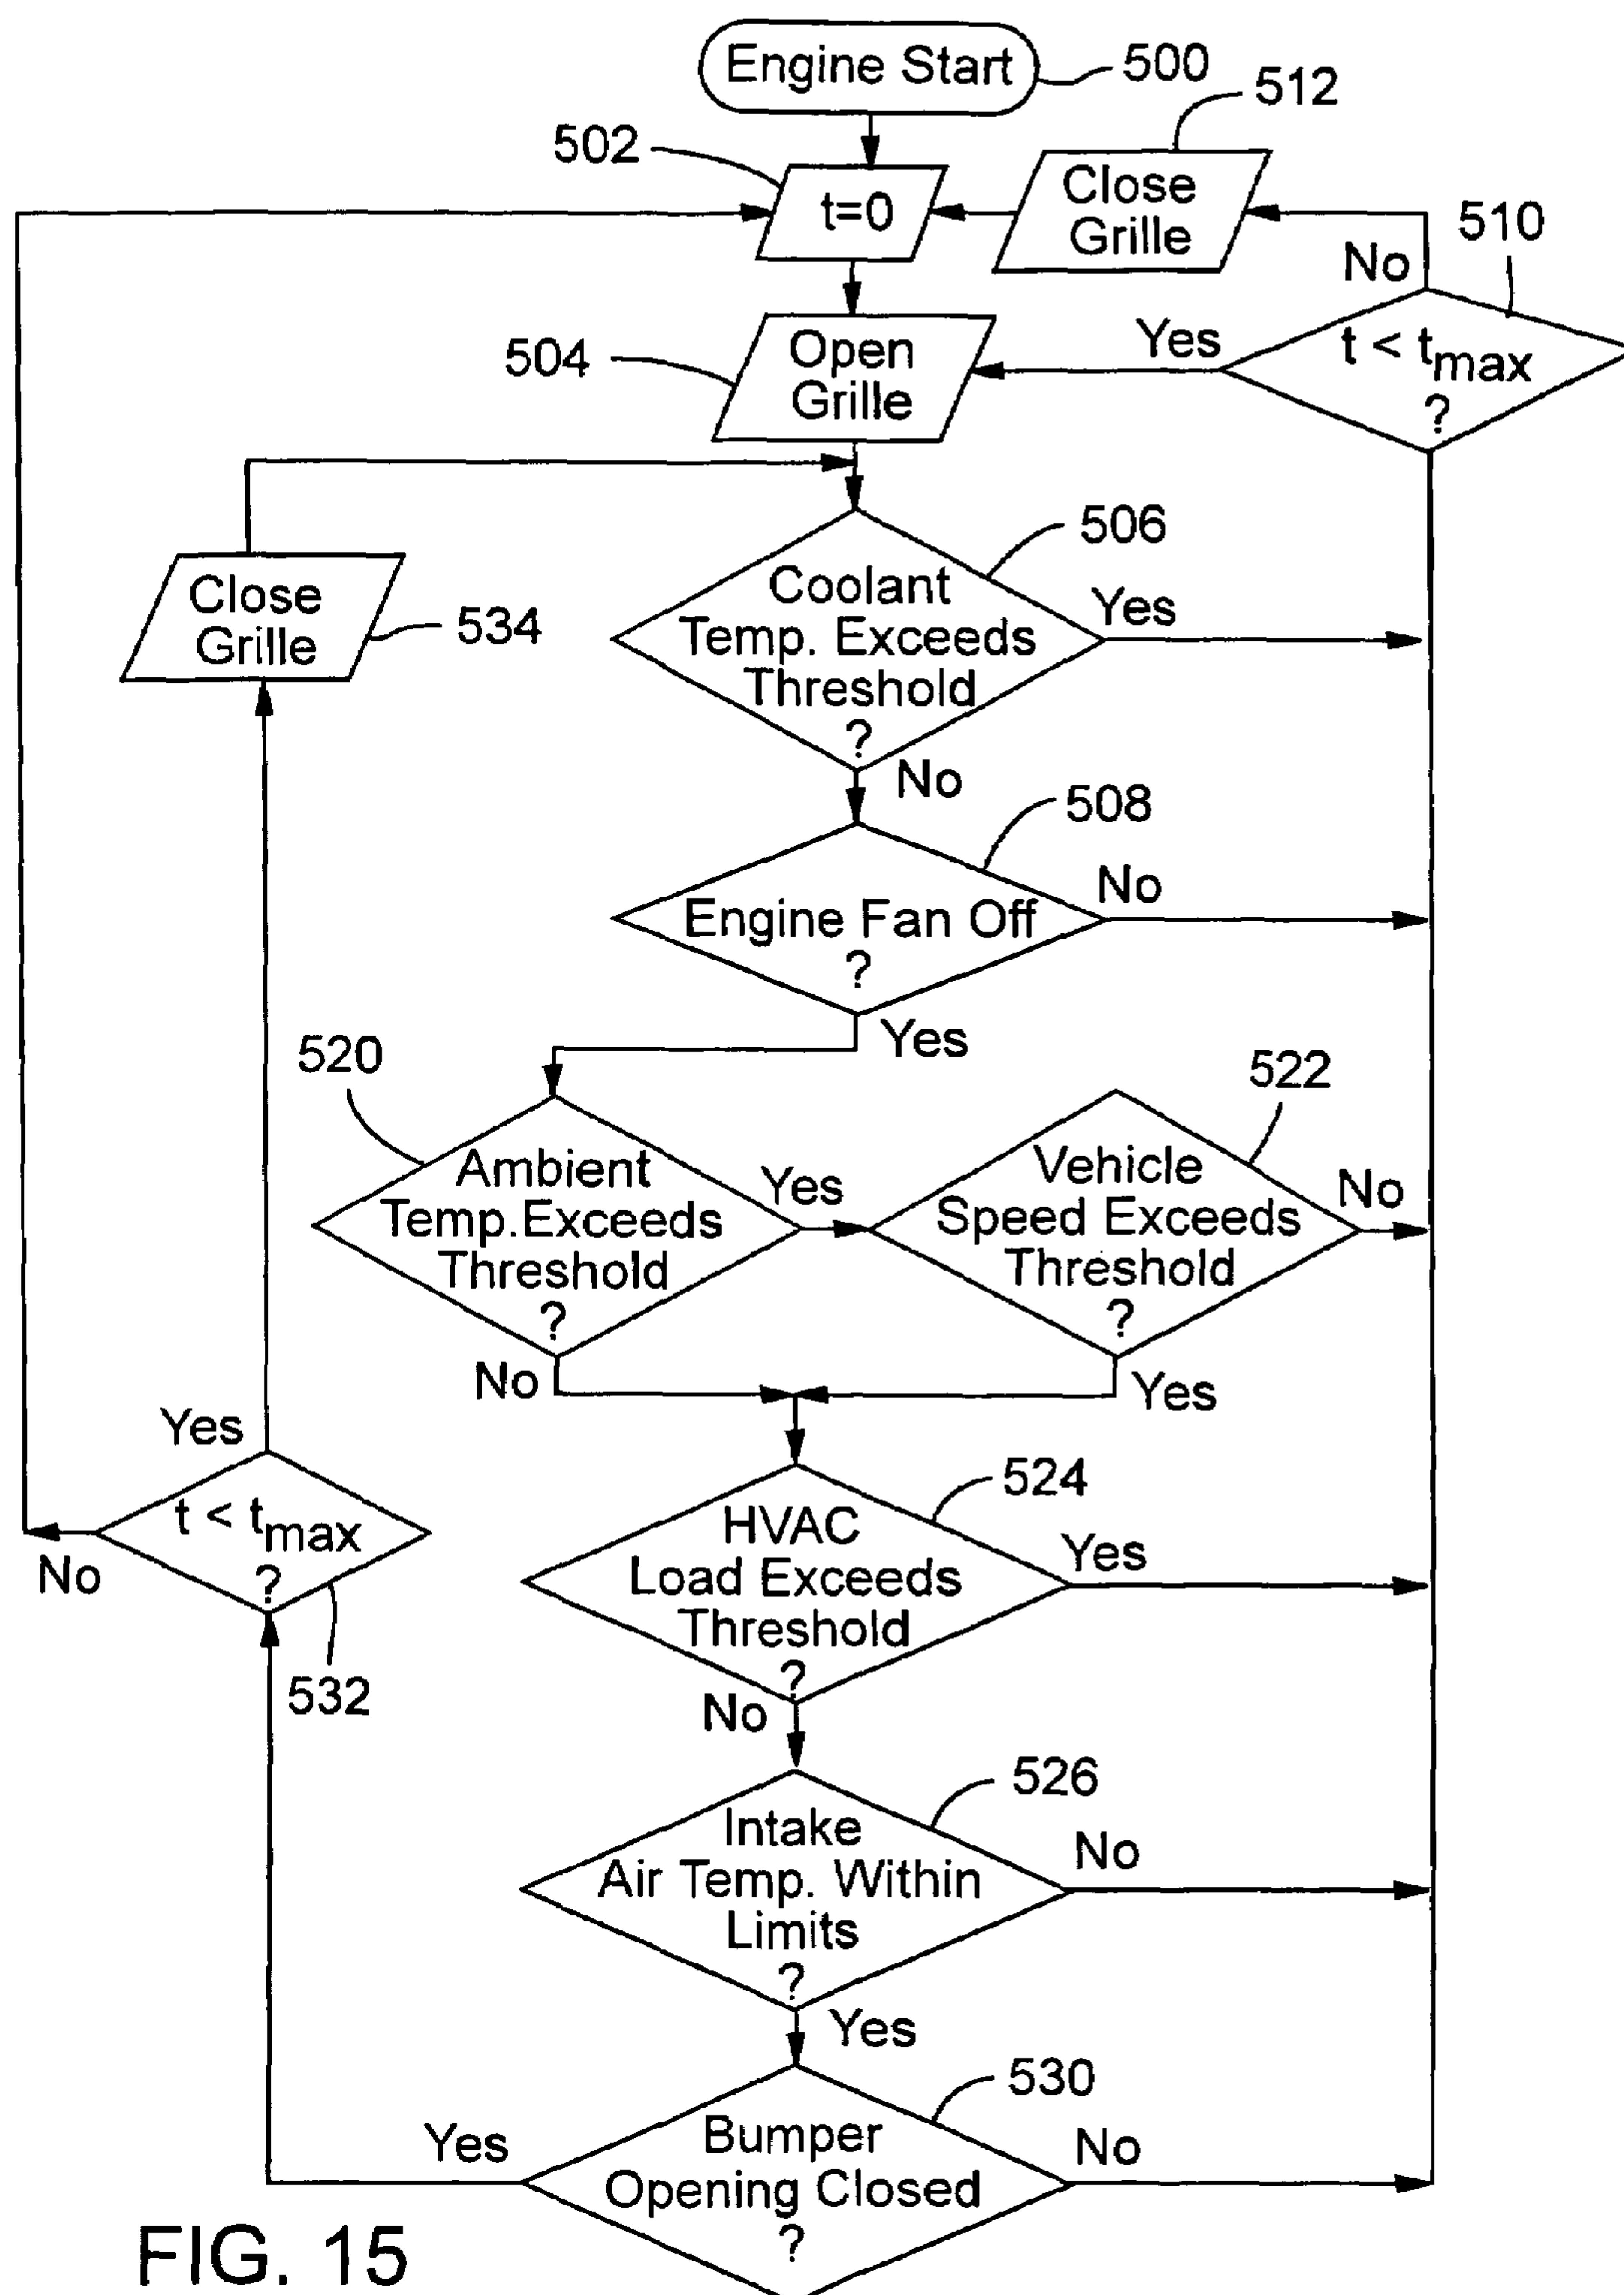 Engine Start
500
512
502
t=0
Close
Grille
510
No
504
Open
Grille
Yes
t < tmax
?
506
Close
Grille
534
Coolant
Temp. Exceeds
Threshold
?
Yes
No
508
Engine Fan Off
?
No
Yes
520
522
Ambient
Temp.Exceeds
Threshold
?
Yes
Vehicle
Speed Exceeds
Threshold
?
No
No
Yes
Yes
t < tmax
?
No
532
524
HVAC
Load Exceeds
Threshold
?
Yes
No
526
Intake
Air Temp. Within
Limits
?
No
Yes
530
Bumper
Opening Closed
?
Yes
No
FIG. 15